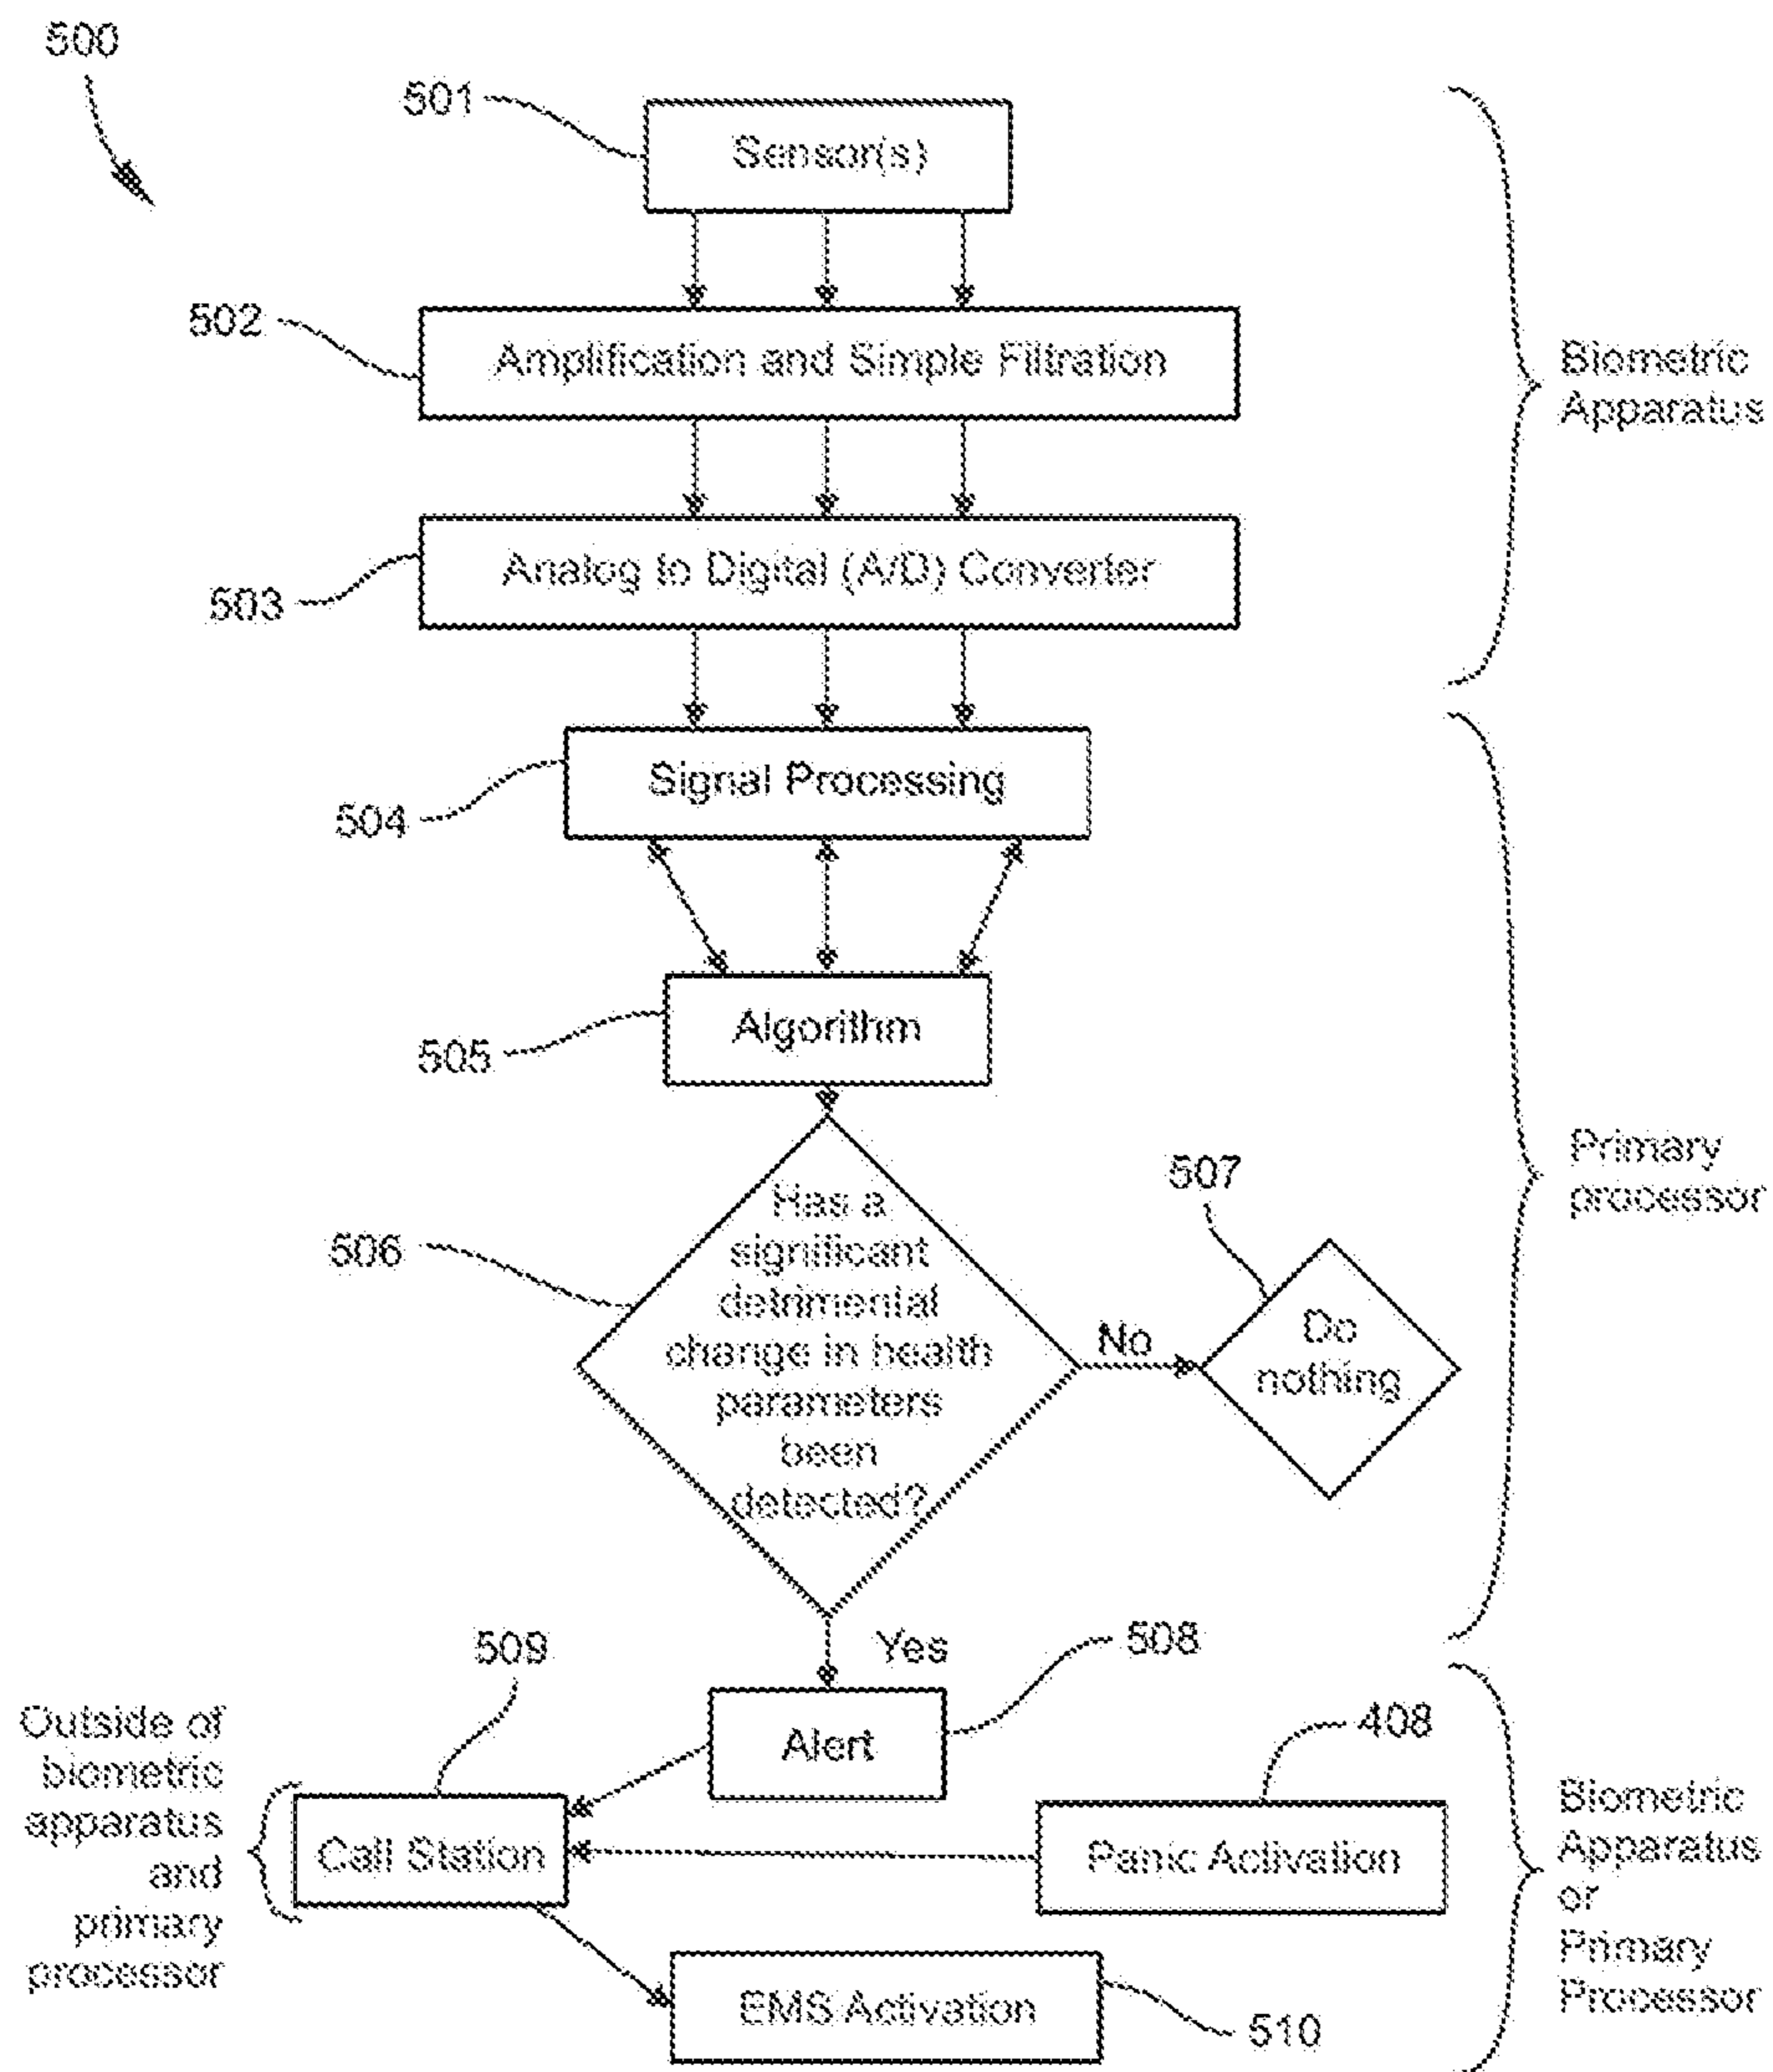 500
501
Sensor(s)
502
Amplification and Simple Filtration
Biometric
Apparatus
503
Analog to Digital (A/D) Converter
504
Signal Processing
505
Algorithm
506
Has a
significant
detrimental
change in health
parameters
been
detected?
No
507
Do
nothing
Primary
processor
Yes
508
Alert
509
Call Station
Outside of
biometric
apparatus
and
primary
processor
408
Panic Activation
EMS Activation
510
Biometric
Apparatus
or
Primary
Processor